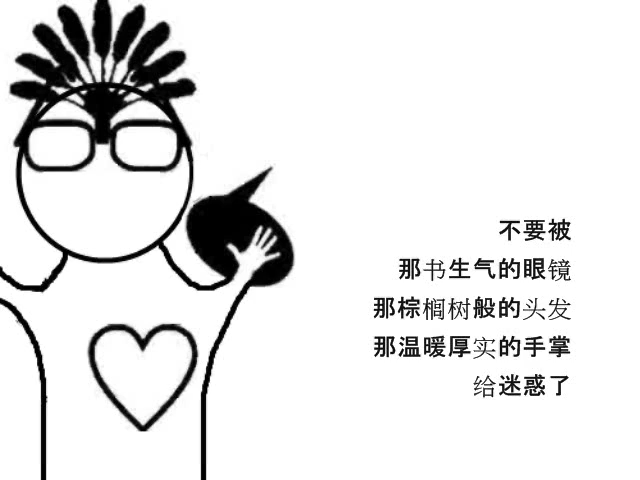 不要被
那书生气的眼镜
那棕榈树般的头发
那温暖厚实的手掌
给迷惑了